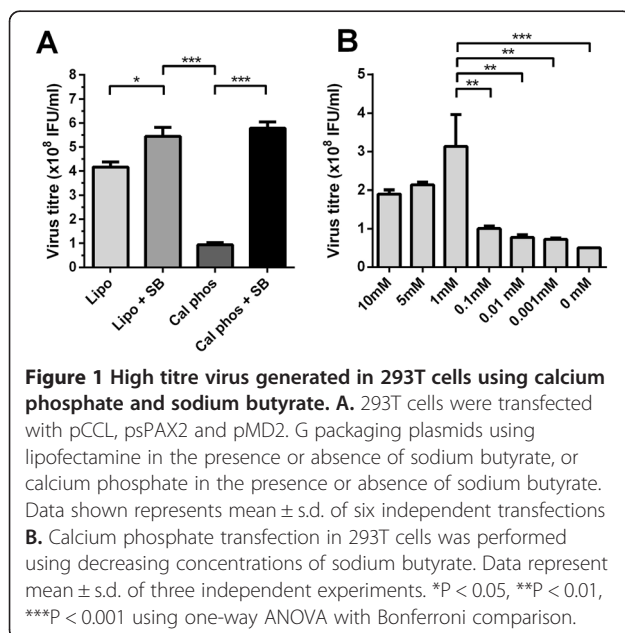 A
B
***
*
***
***
**
**
**
Virus titre (x10⁸ IFU/ml)
7
6
5
4
3
2
1
0
Lipo
Lipo + SB
Cal phos
Cal phos + SB
Virus titre (x10⁸ IFU/ml)
5
4
3
2
1
0
10mM
5mM
1mM
0.1mM
0.01 mM
0.001mM
0 mM
Figure 1 High titre virus generated in 293T cells using calcium
phosphate and sodium butyrate. A. 293T cells were transfected
with pCCL, psPAX2 and pMD2. G packaging plasmids using
lipofectamine in the presence or absence of sodium butyrate, or
calcium phosphate in the presence or absence of sodium butyrate.
Data shown represents mean ± s.d. of six independent transfections
B. Calcium phosphate transfection in 293T cells was performed
using decreasing concentrations of sodium butyrate. Data represent
mean ± s.d. of three independent experiments. *P < 0.05, **P < 0.01,
***P < 0.001 using one-way ANOVA with Bonferroni comparison.